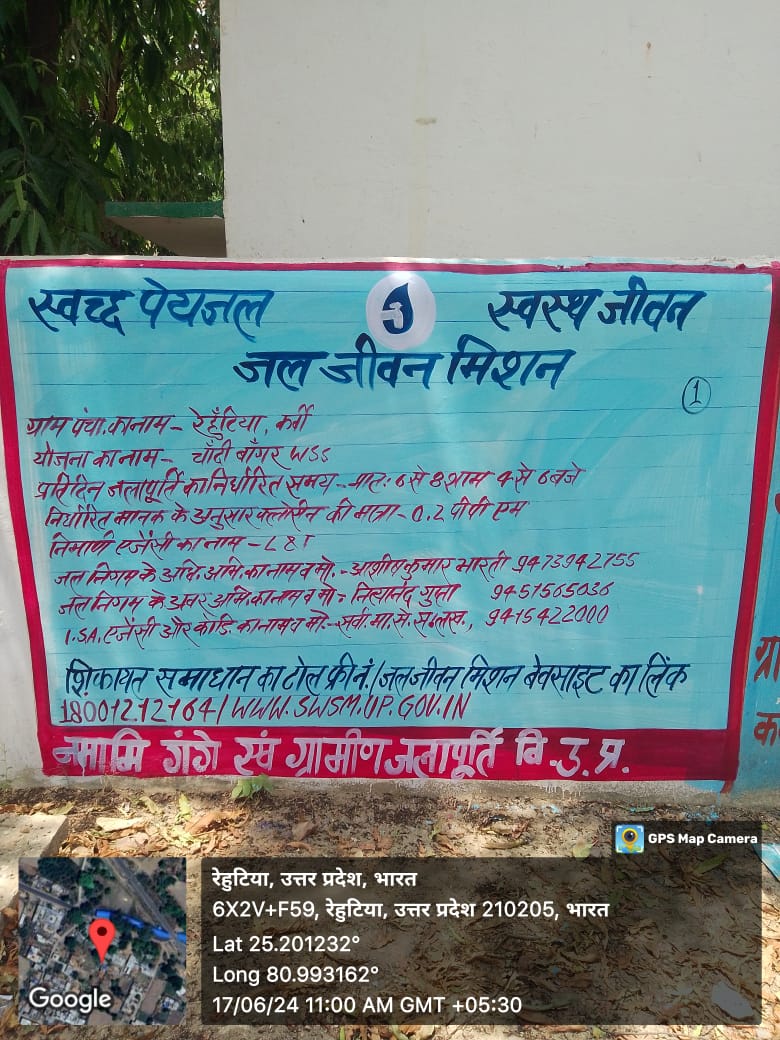 स्वच्छ पेयजल स्वस्थ जीवन
जल जीवन मिशन
1
ग्राम पंचा. का नाम - रेहुँटिया, कर्वी
योजना का नाम - चाँदी बाँगर WSS
प्रतिदिन जलापूर्ति का निर्धारित समय - प्रातः 6 से 8 शाम 4 से 6 बजे
निर्धारित मानक के अनुसार क्लोरीन की मात्रा - 0.2 पीपी एम
निर्माण एजेंसी का नाम - L&T
जल निगम के अधि. अभि. का नाम व मो. - आशीष कुमार भारती 9473942755
जल निगम के अवर अभि. का नाम व मो - नित्यानंद गुप्ता 9451565036
I.SA. एजेंसी और कोर्डि. का नाम व मो - सर्वो. मा. से. सं. लख., 9415422000
शिकायत समाधान का टोल फ्री नं. / जल जीवन मिशन बेवसाइट का लिंक
18001212164 / WWW.SWSM.UP.GOV.IN
नमामि गंगे एवं ग्रामीण जलापूर्ति वि. उ. प्र.
ग्रा
GPS Map Camera
रेहुटिया, उत्तर प्रदेश, भारत
6X2V+F59, रेहुटिया, उत्तर प्रदेश 210205, भारत
Lat 25.201232°
Long 80.993162°
17/06/24 11:00 AM GMT +05:30
Google